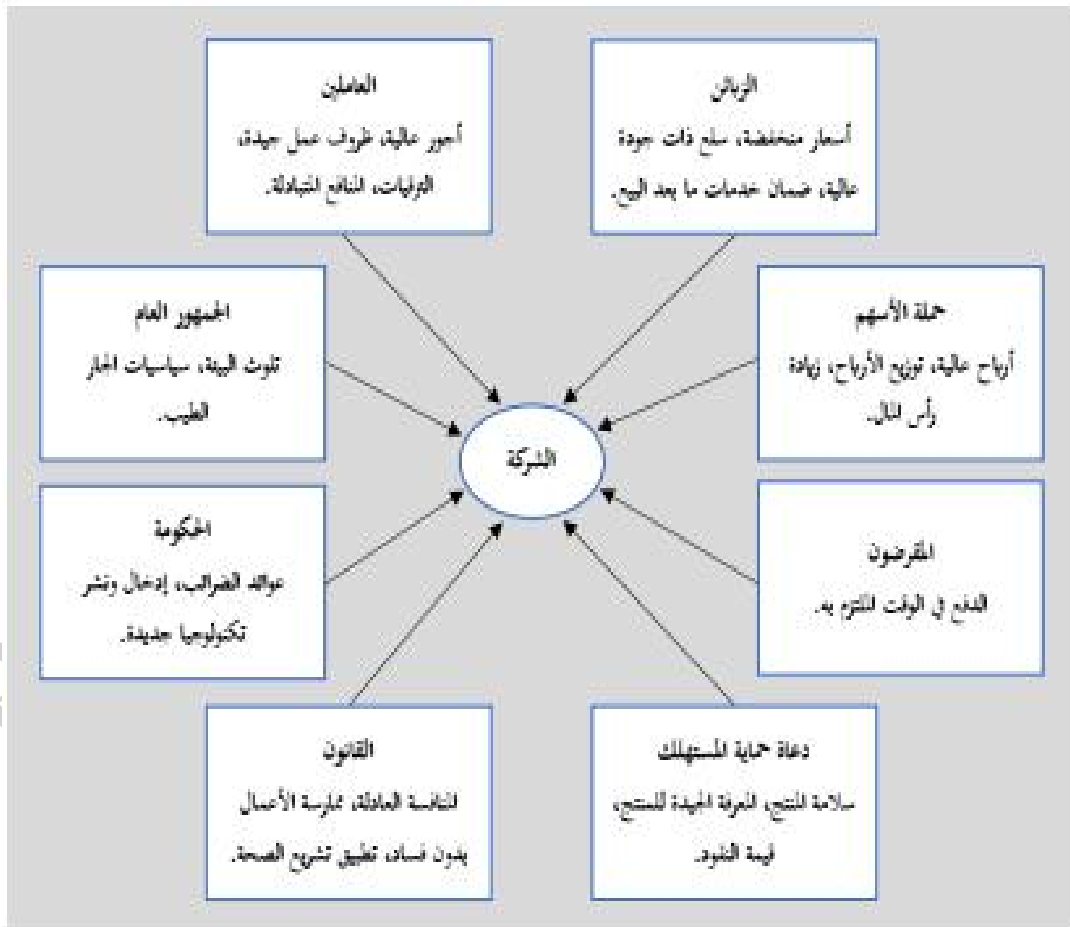 الزبائن
أسعار منخفضة، سلع ذات جودة
عالية، ضمان خدمات ما بعد البيع.
العاملين
أجور عالية، ظروف عمل جيدة،
الترقيات، المنافع المتبادلة.
حملة الأسهم
أرباح عالية، توزيع الأرباح، زيادة
رأس المال.
الجمهور العام
تلوث البيئة، سياسيات الجار
الطيب.
الشركة
المقرضون
الدفع في الوقت الملتزم به.
الحكومة
عوائد الضرائب، إدخال ونشر
تكنولوجيا جديدة.
دعاة حماية المستهلك
سلامة المنتج، المعرفة الجيدة للمنتج،
قيمة النقود.
القانون
المنافسة العادلة، ممارسة الأعمال
بدون فساد، تطبيق تشريع الصحة.